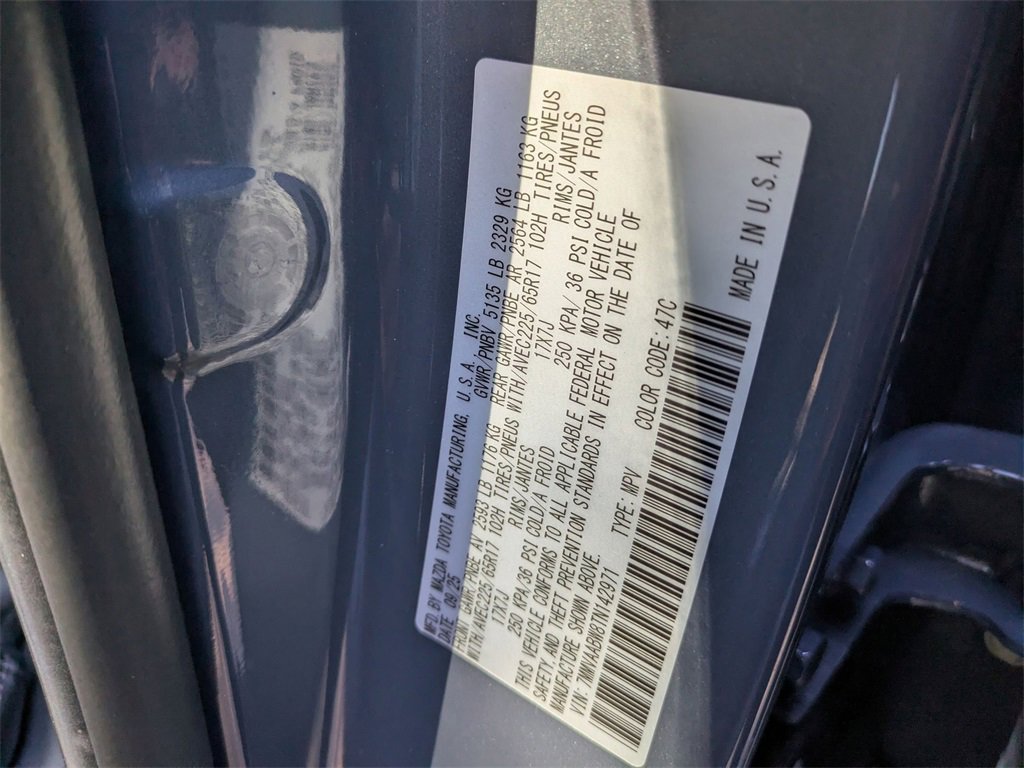 MFD. BY MAZDA TOYOTA MANUFACTURING, U.S.A. INC.
DATE 09/25 GVWR/PNBV 5135 LB 2329 KG
FRONT GAWR/PNBE AV 2593 LB 1176 KG REAR GAWR/PNBE AR 2564 LB 1163 KG
WITH/AVEC225/65R17 102H TIRES/PNEUS WITH/AVEC225/65R17 102H TIRES/PNEUS
17X7J RIMS/JANTES 17X7J RIMS/JANTES
250 KPA/36 PSI COLD/A FROID 250 KPA/ 36 PSI COLD/A FROID
THIS VEHICLE CONFORMS TO ALL APPLICABLE FEDERAL MOTOR VEHICLE
SAFETY, AND THEFT PREVENTION STANDARDS IN EFFECT ON THE DATE OF
MANUFACTURE SHOWN ABOVE.
VIN: 7MMVAABW8TN142971 TYPE: MPV COLOR CODE: 47C
MADE IN U.S.A.